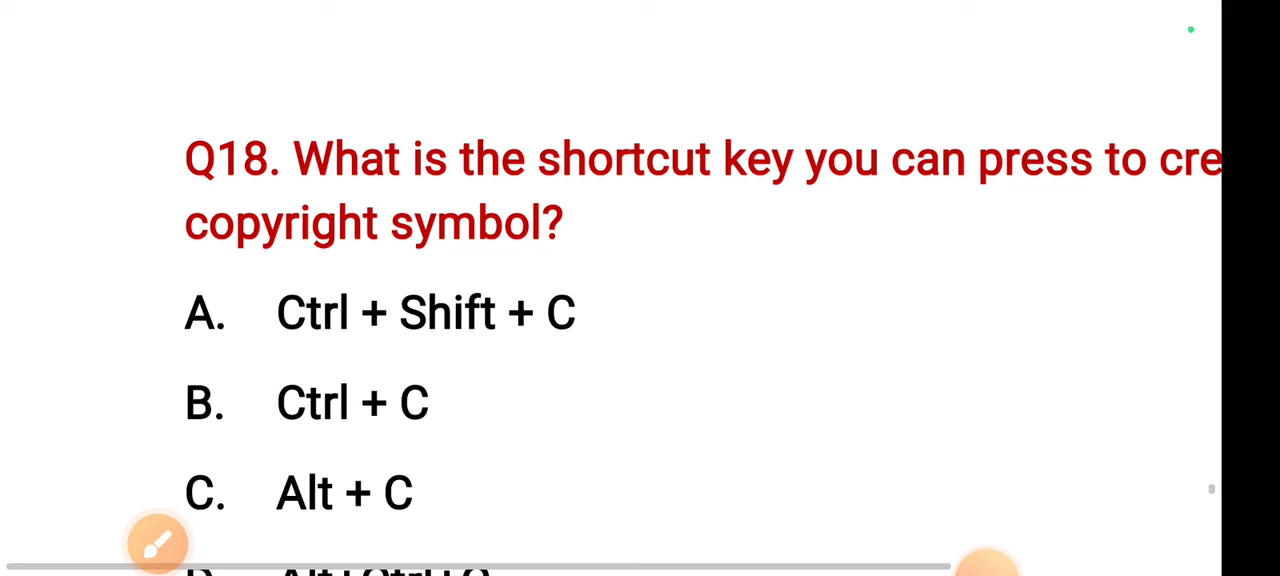 Q18. What is the shortcut key you can press to cre
copyright symbol?
A. Ctrl + Shift + C
B. Ctrl + C
C. Alt + C